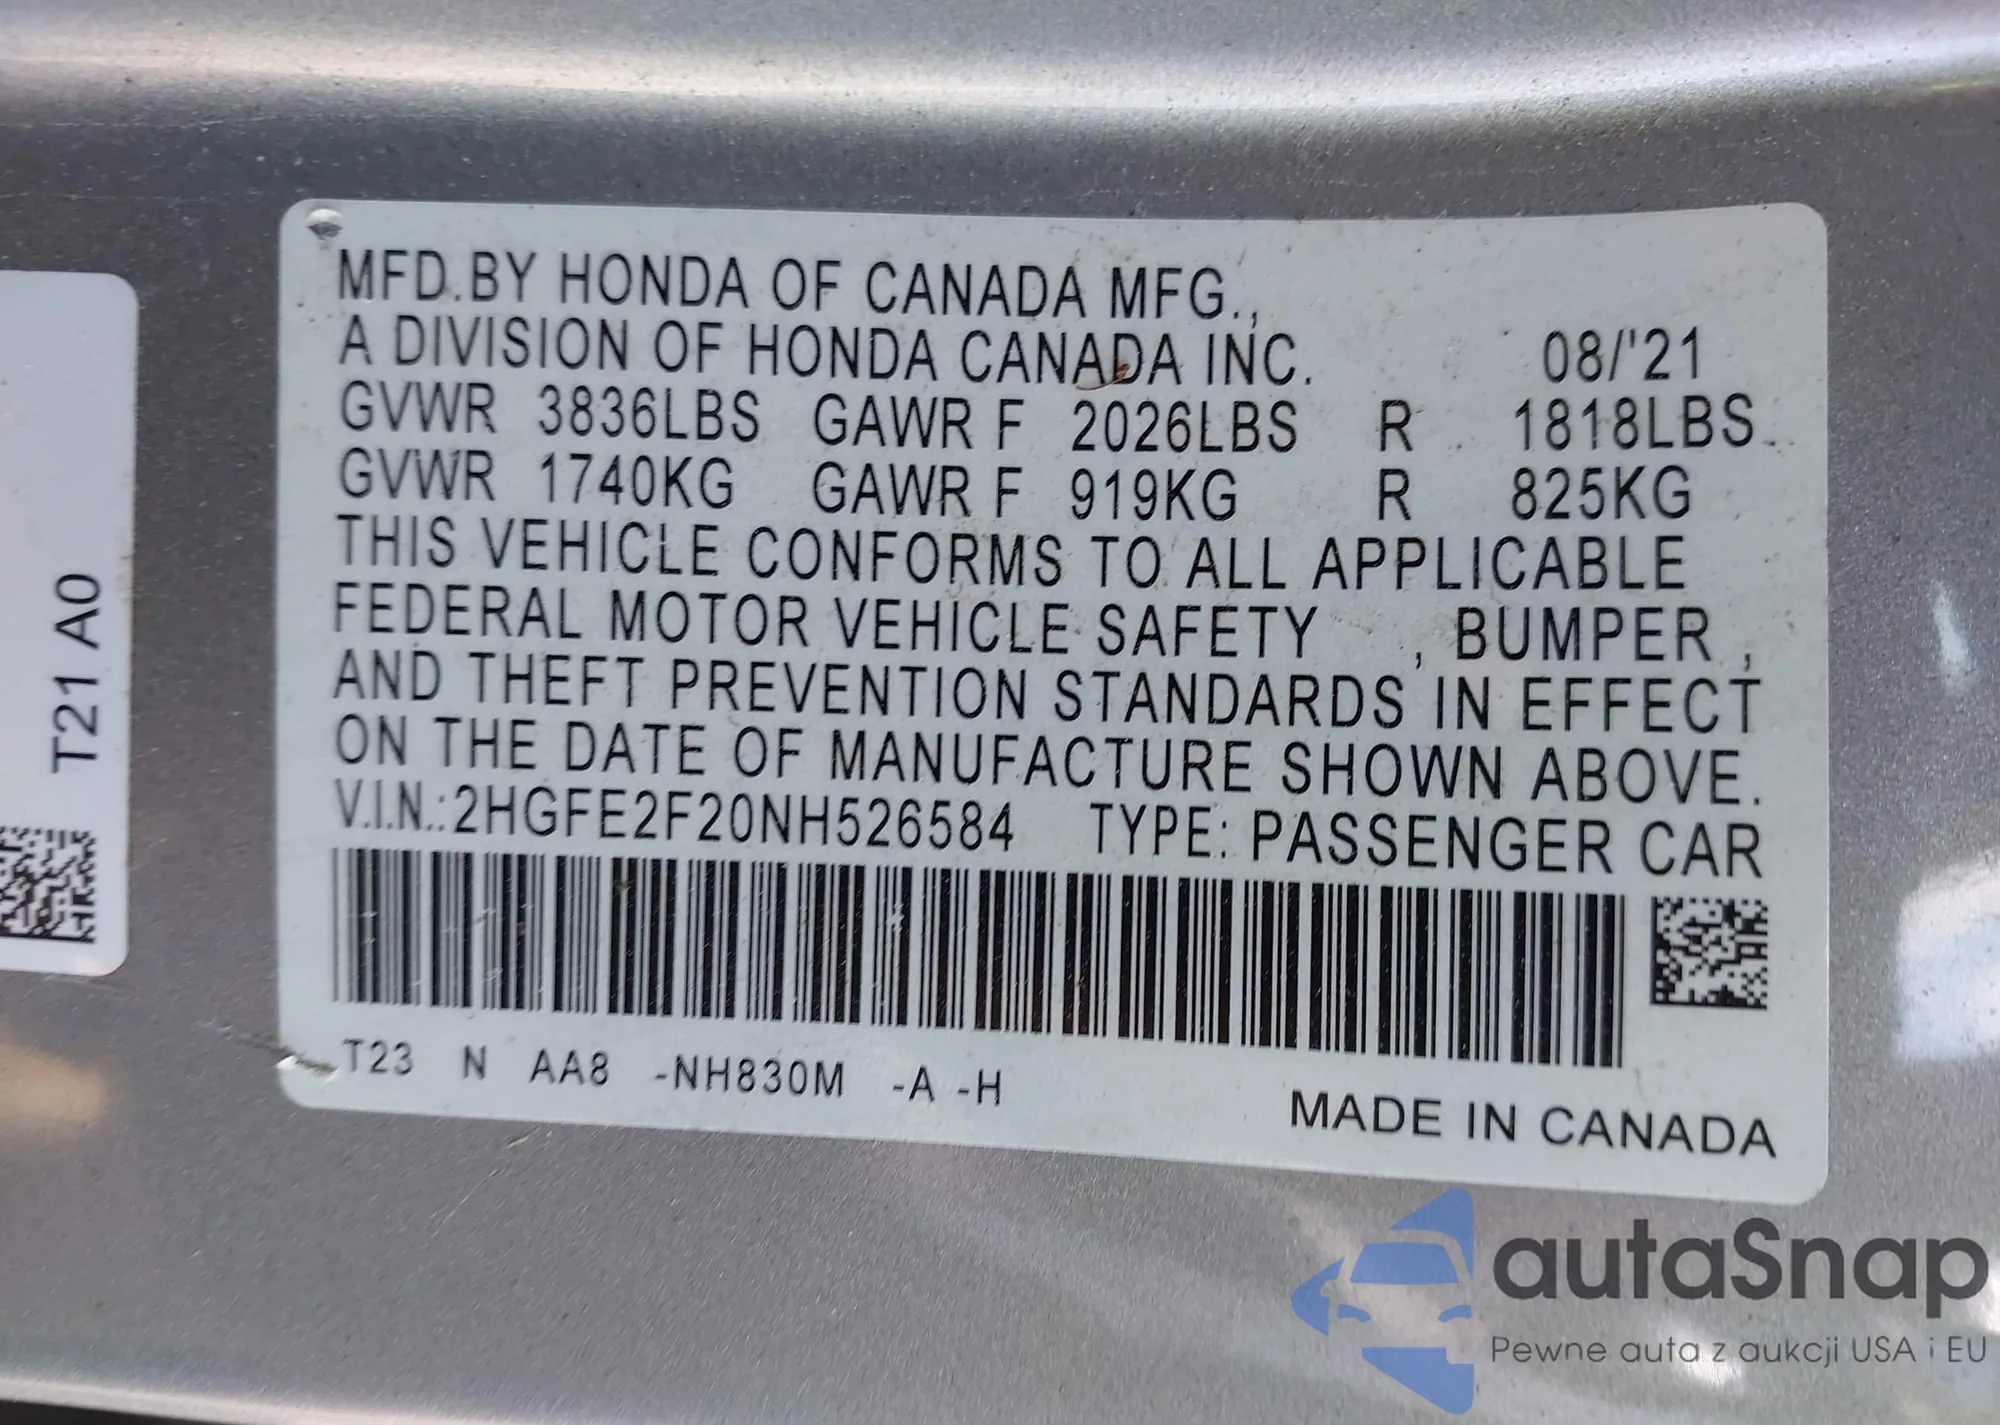 MFD.BY HONDA OF CANADA MFG.,
A DIVISION OF HONDA CANADA INC. 08/'21
GVWR 3836LBS GAWR F 2026LBS R 1818LBS
GVWR 1740KG GAWR F 919KG R 825KG
THIS VEHICLE CONFORMS TO ALL APPLICABLE
FEDERAL MOTOR VEHICLE SAFETY , BUMPER ,
AND THEFT PREVENTION STANDARDS IN EFFECT
ON THE DATE OF MANUFACTURE SHOWN ABOVE.
V.I.N.:2HGFE2F20NH526584 TYPE: PASSENGER CAR
T23 N AA8 -NH830M -A -H
MADE IN CANADA
T21 A0
autaSnap
Pewne auta z aukcji USA i EU